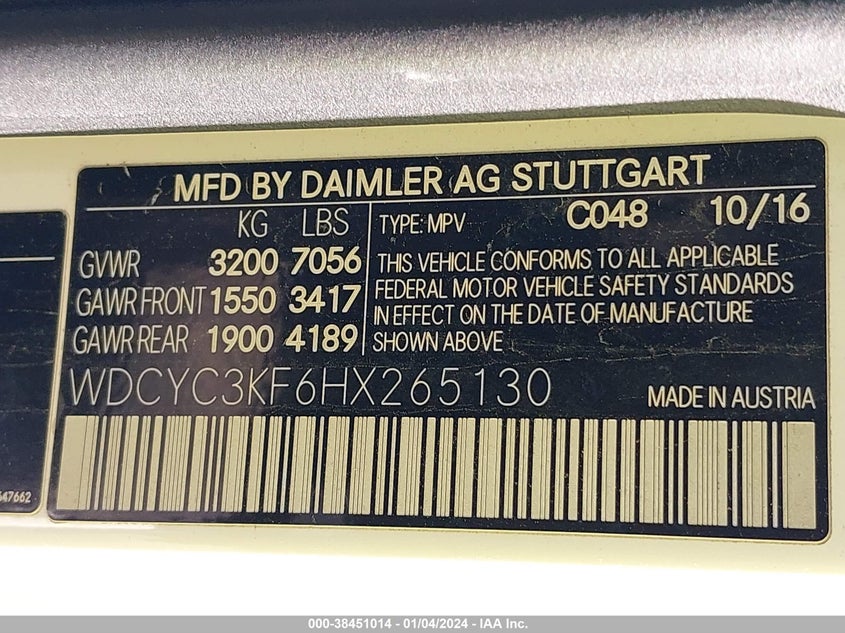 MFD BY DAIMLER AG STUTTGART
KG LBS TYPE: MPV C048 10/16
GVWR 3200 7056
GAWR FRONT 1550 3417
GAWR REAR 1900 4189
THIS VEHICLE CONFORMS TO ALL APPLICABLE
FEDERAL MOTOR VEHICLE SAFETY STANDARDS
IN EFFECT ON THE DATE OF MANUFACTURE
SHOWN ABOVE
WDCYC3KF6HX265130 MADE IN AUSTRIA
000-38451014 - 01/04/2024 - IAA Inc.